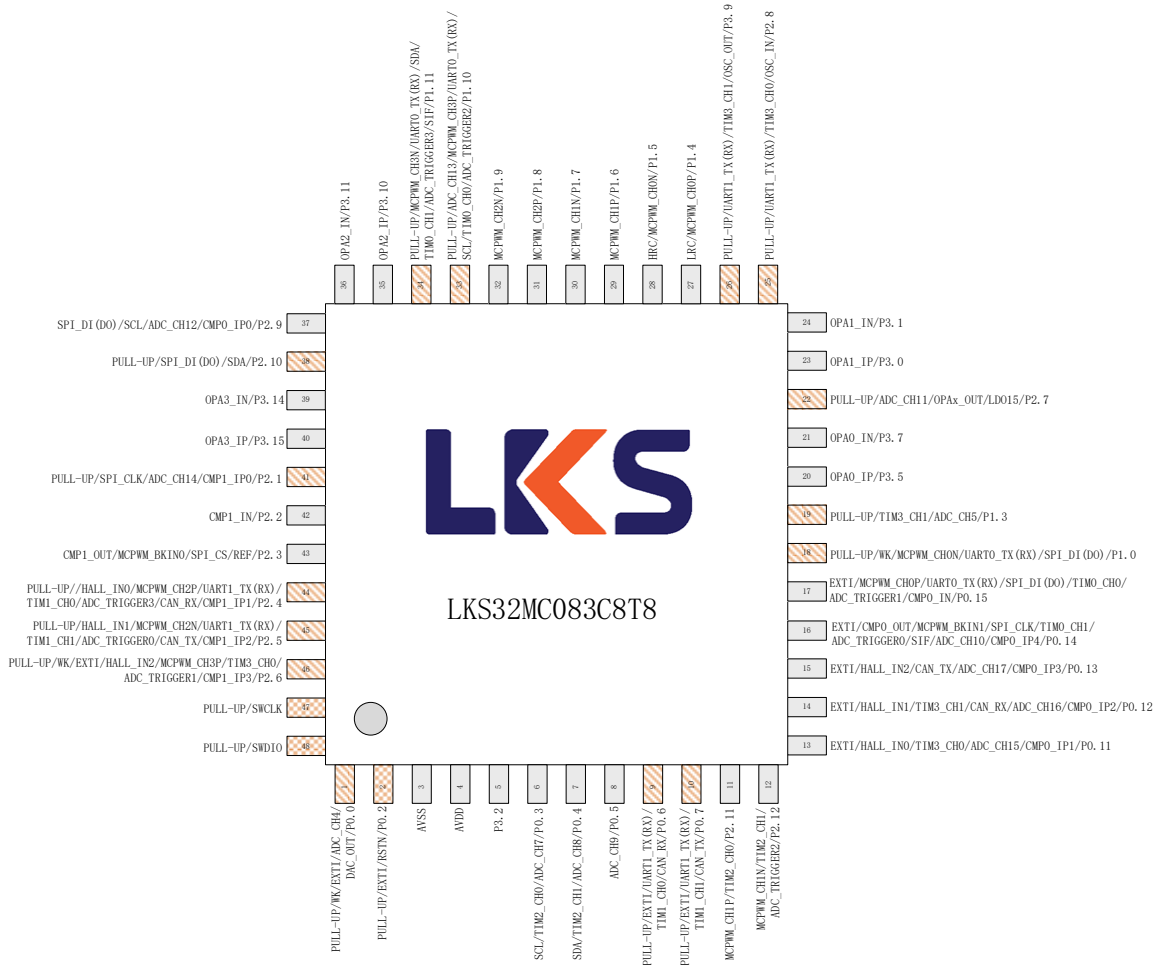 OPA2_IN/P3.11
OPA2_IP/P3.10
PULL-UP/MCPWM_CH3N/UART0_TX(RX)/SDA/
TIM0_CH1/ADC_TRIGGER3/SIF/P1.11
PULL-UP/ADC_CH13/MCPWM_CH3P/UART0_TX(RX)/
SCL/TIM0_CH0/ADC_TRIGGER2/P1.10
MCPWM_CH2N/P1.9
MCPWM_CH2P/P1.8
MCPWM_CH1N/P1.7
MCPWM_CH1P/P1.6
HRC/MCPWM_CH0N/P1.5
LRC/MCPWM_CH0P/P1.4
PULL-UP/UART1_TX(RX)/TIM3_CH1/OSC_OUT/P3.9
PULL-UP/UART1_TX(RX)/TIM3_CH0/OSC_IN/P2.8
36
35
34
33
32
31
30
29
28
27
26
25
SPI_DI(DO)/SCL/ADC_CH12/CMP0_IP0/P2.9
37
PULL-UP/SPI_DI(DO)/SDA/P2.10
38
OPA3_IN/P3.14
39
OPA3_IP/P3.15
40
PULL-UP/SPI_CLK/ADC_CH14/CMP1_IP0/P2.1
41
CMP1_IN/P2.2
42
CMP1_OUT/MCPWM_BKIN0/SPI_CS/REF/P2.3
43
PULL-UP//HALL_IN0/MCPWM_CH2P/UART1_TX(RX)/
TIM1_CH0/ADC_TRIGGER3/CAN_RX/CMP1_IP1/P2.4
44
PULL-UP/HALL_IN1/MCPWM_CH2N/UART1_TX(RX)/
TIM1_CH1/ADC_TRIGGER0/CAN_TX/CMP1_IP2/P2.5
45
PULL-UP/WK/EXTI/HALL_IN2/MCPWM_CH3P/TIM3_CH0/
ADC_TRIGGER1/CMP1_IP3/P2.6
46
PULL-UP/SWCLK
47
PULL-UP/SWDIO
48
LKS
LKS32MC083C8T8
24
OPA1_IN/P3.1
23
OPA1_IP/P3.0
22
PULL-UP/ADC_CH11/OPAx_OUT/LDO15/P2.7
21
OPA0_IN/P3.7
20
OPA0_IP/P3.5
19
PULL-UP/TIM3_CH1/ADC_CH5/P1.3
18
PULL-UP/WK/MCPWM_CH0N/UART0_TX(RX)/SPI_DI(DO)/P1.0
17
EXTI/MCPWM_CH0P/UART0_TX(RX)/SPI_DI(DO)/TIM0_CH0/
ADC_TRIGGER1/CMP0_IN/P0.15
16
EXTI/CMP0_OUT/MCPWM_BKIN1/SPI_CLK/TIM0_CH1/
ADC_TRIGGER0/SIF/ADC_CH10/CMP0_IP4/P0.14
15
EXTI/HALL_IN2/CAN_TX/ADC_CH17/CMP0_IP3/P0.13
14
EXTI/HALL_IN1/TIM3_CH1/CAN_RX/ADC_CH16/CMP0_IP2/P0.12
13
EXTI/HALL_IN0/TIM3_CH0/ADC_CH15/CMP0_IP1/P0.11
1
2
3
4
5
6
7
8
9
10
11
12
PULL-UP/WK/EXTI/ADC_CH4/
DAC_OUT/P0.0
PULL-UP/EXTI/RSTN/P0.2
AVSS
AVDD
P3.2
SCL/TIM2_CH0/ADC_CH7/P0.3
SDA/TIM2_CH1/ADC_CH8/P0.4
ADC_CH9/P0.5
PULL-UP/EXTI/UART1_TX(RX)/
TIM1_CH0/CAN_RX/P0.6
PULL-UP/EXTI/UART1_TX(RX)/
TIM1_CH1/CAN_TX/P0.7
MCPWM_CH1P/TIM2_CH0/P2.11
MCPWM_CH1N/TIM2_CH1/
ADC_TRIGGER2/P2.12